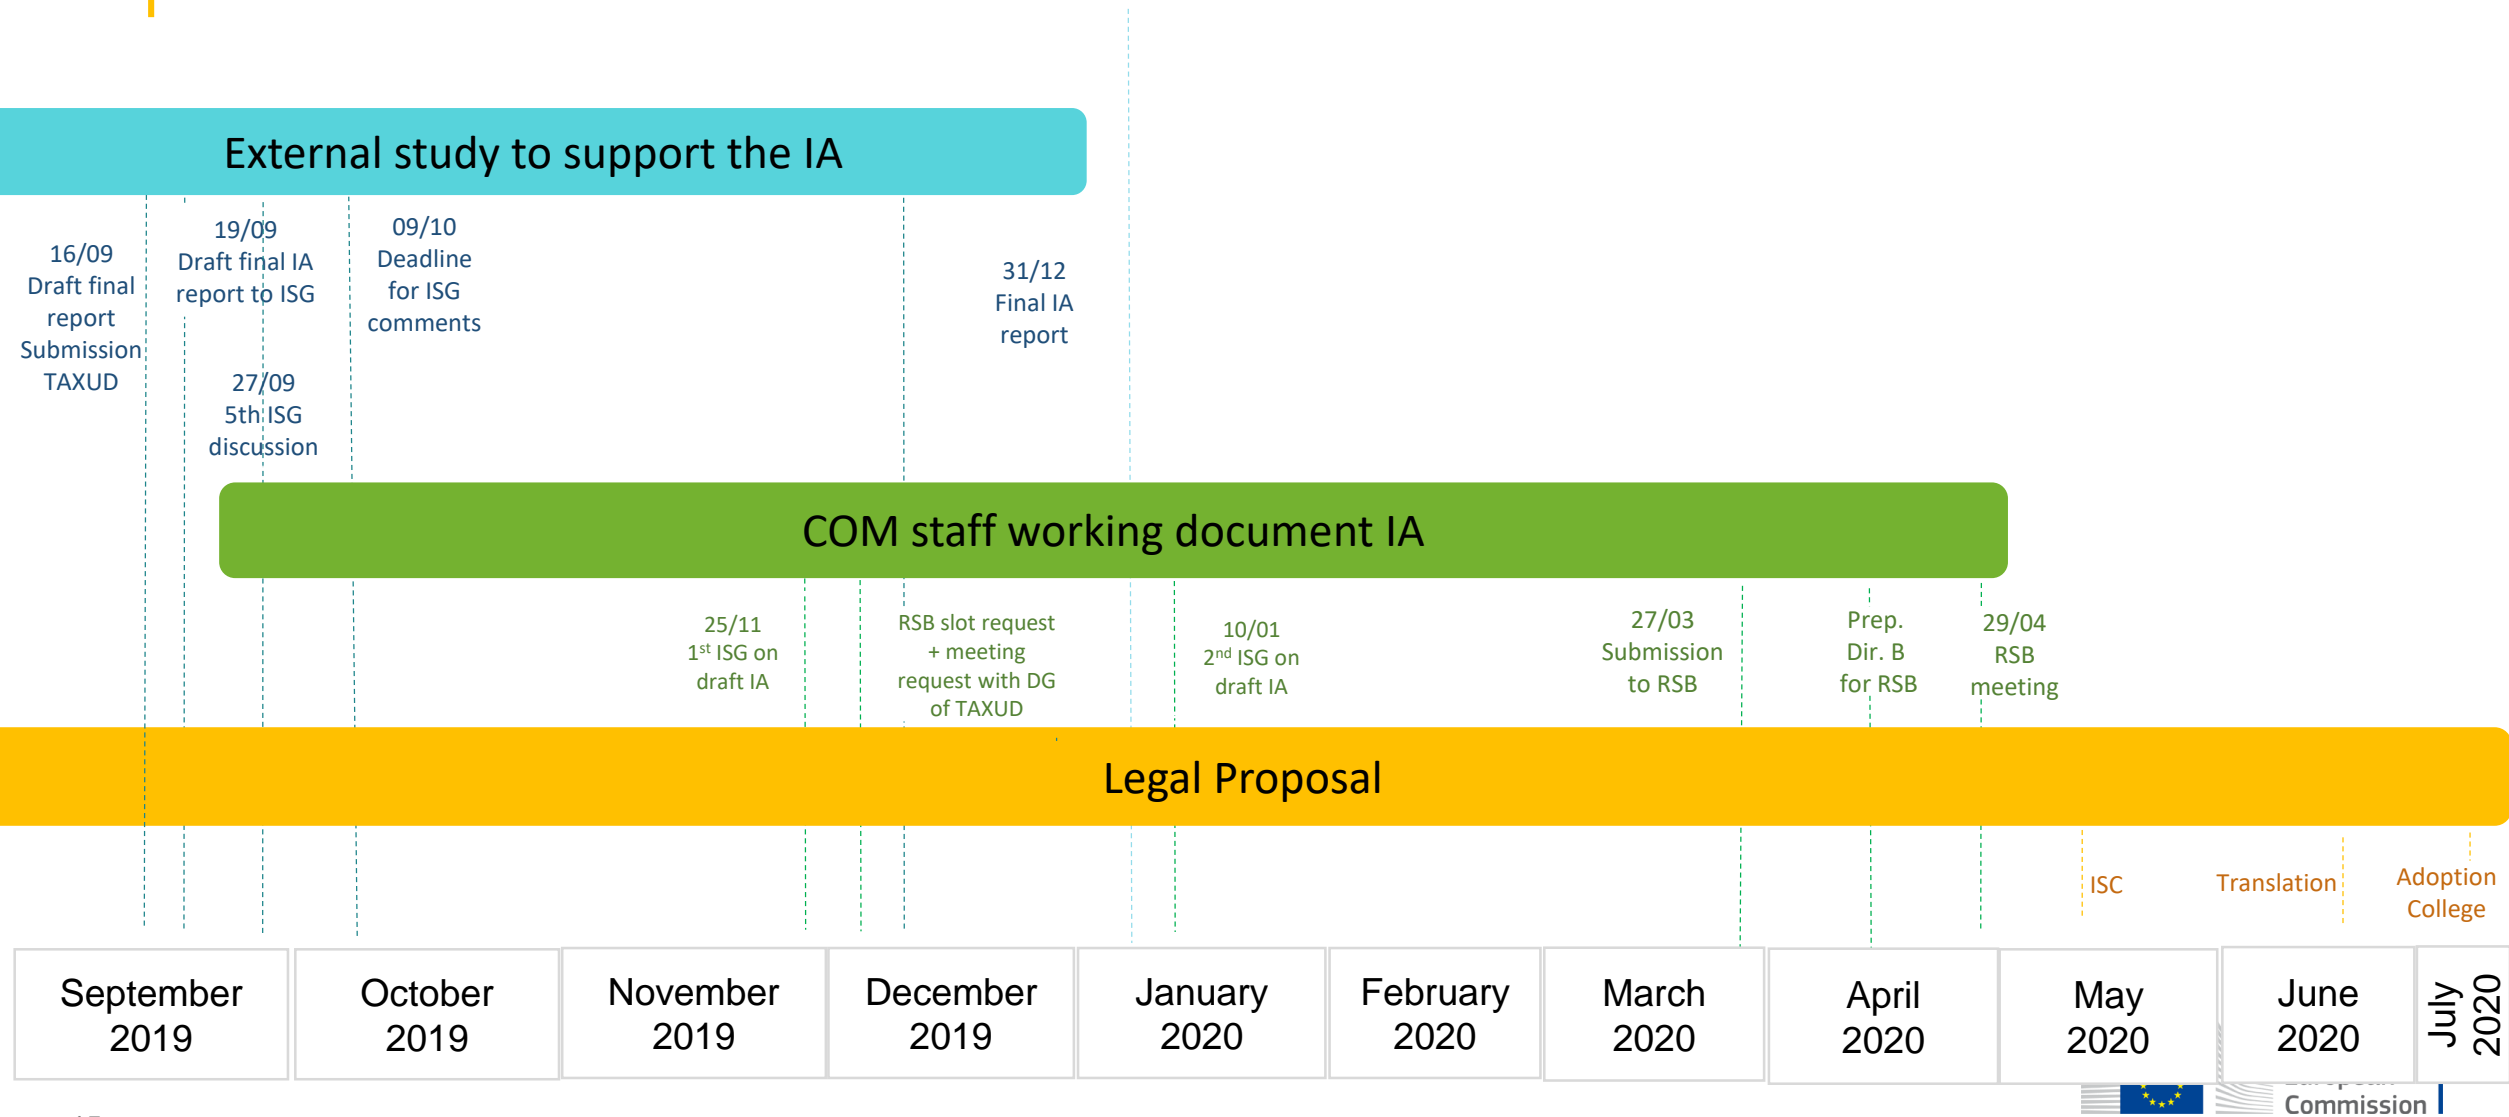 External study to support the IA
16/09
Draft final
report
Submission
TAXUD
19/09
Draft final IA
report to ISG
27/09
5th ISG
discussion
09/10
Deadline
for ISG
comments
31/12
Final IA
report
COM staff working document IA
25/11
1st ISG on
draft IA
RSB slot request
+ meeting
request with DG
of TAXUD
10/01
2nd ISG on
draft IA
27/03
Submission
to RSB
Prep.
Dir. B
for RSB
29/04
RSB
meeting
Legal Proposal
ISC
Translation
Adoption
College
September
2019
October
2019
November
2019
December
2019
January
2020
February
2020
March
2020
April
2020
May
2020
June
2020
July
2020
European
Commission